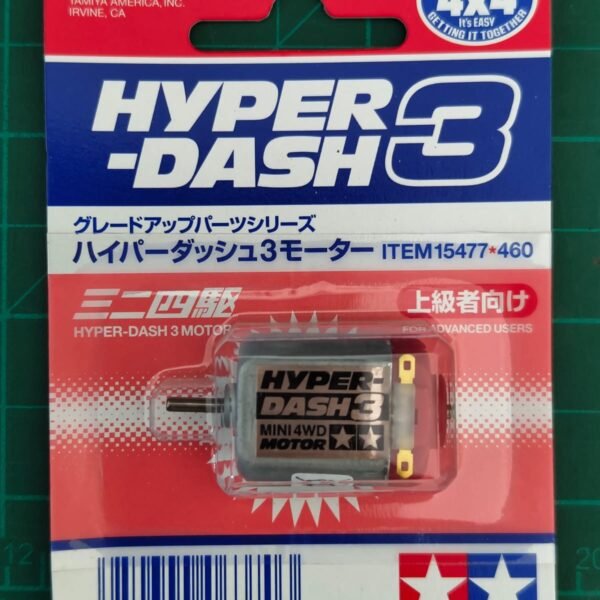 TAMIYA AMERICA, INC.
IRVINE, CA
4x4
It's EASY
GETTING IT TOGETHER
HYPER
-DASH 3
グレードアップパーツシリーズ
ハイパーダッシュ3モーター ITEM15477*460
ミニ四駆
HYPER-DASH 3 MOTOR
上級者向け
FOR ADVANCED USERS
HYPER-
DASH 3
MINI 4WD
MOTOR
12
20